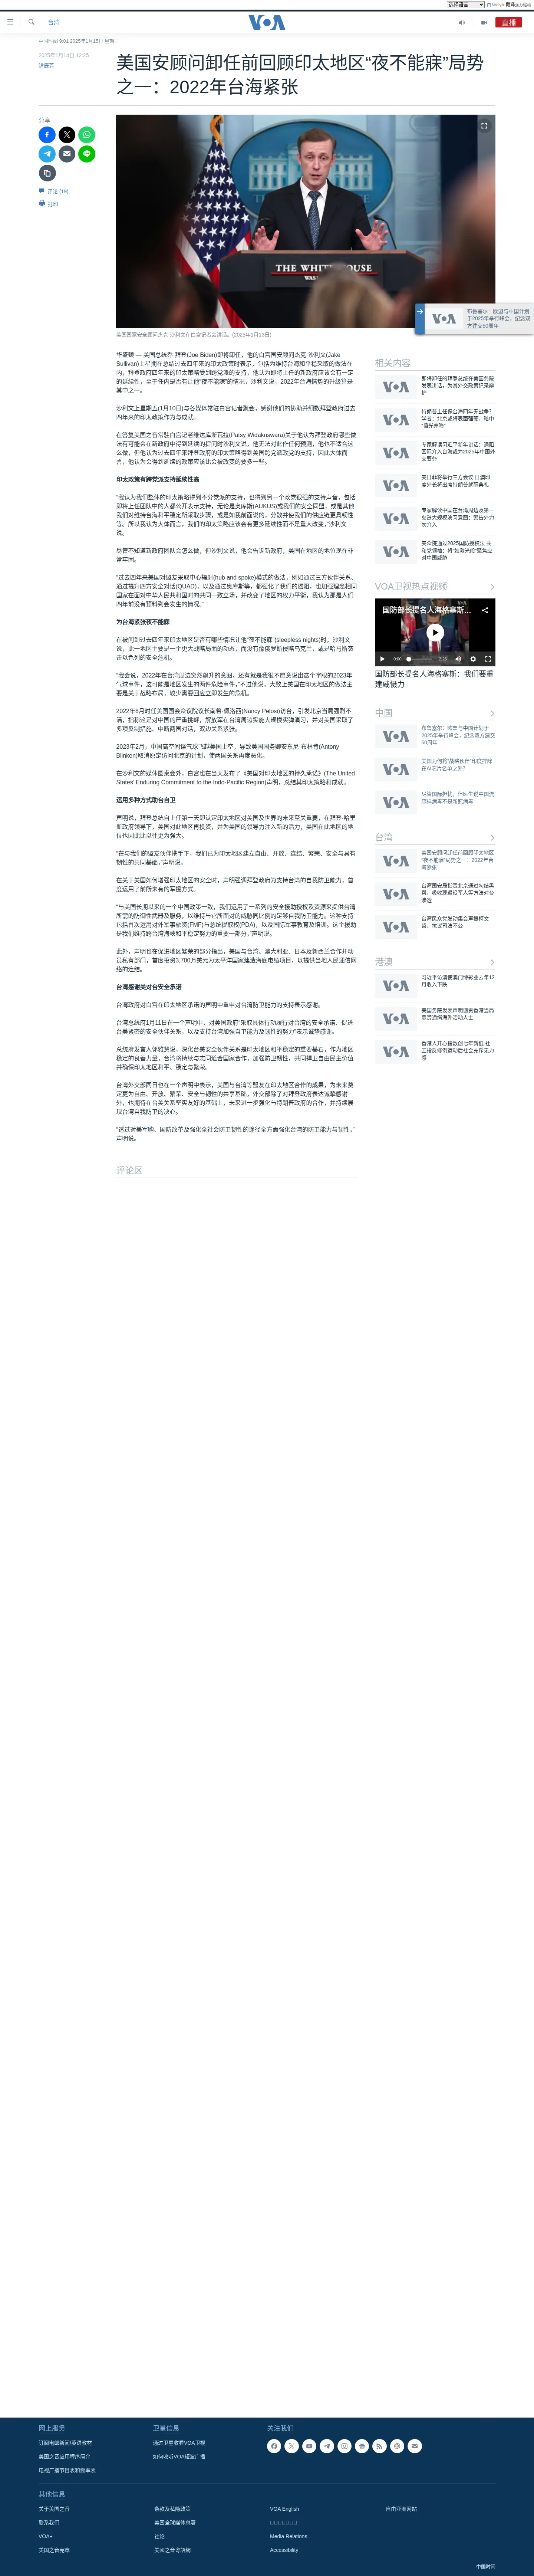 选择语言
由 Google 翻译强力驱动
台湾
VOA
直播
中国时间 9:01 2025年1月15日 星期三
2025年1月14日 12:25
鍾辰芳
美国安顾问卸任前回顾印太地区“夜不能寐”局势
之一：2022年台海紧张
分享
评论 (19)
打印
THE WHITE HOUSE
美国国家安全顾问杰克·沙利文在白宫记者会讲话。(2025年1月13日)
布鲁塞尔：欧盟与中国计划
于2025年举行峰会，纪念双
方建交50周年
华盛顿 — 美国总统乔·拜登(Joe Biden)即将卸任，他的白宫国安顾问杰克·沙利文(Jake
Sullivan)上星期在总结过去四年来美国的印太策略时表示，包括为维持台海和平稳定采取的做法在
内，拜登政府四年来的印太策略受到跨党派的支持，他认为即将上任的新政府应该会有一定程度
的延续性，至于任内是否有让他“夜不能寐”的情况，沙利文说，2022年台海情势的升级算是
其中之一。
沙利文上星期五(1月10日)与各媒体常驻白宫记者聚会，感谢他们的协助并细数拜登政府过去
四年来的印太政策作为与成就。
在答复美国之音常驻白宫记者維达库斯瓦拉(Patsy Widakuswara)关于他认为拜登政府哪些做
法有可能会在新政府中得到延续的提问时，沙利文说，他无法对此作任何预测，也不知道会不会
这么做，但他认为过去四年来拜登政府的印太策略得到美国跨党派政党的支持，因此大体而
言，他认为会得到延续的政策应该比会被改变的要多一些。
印太政策有跨党派支持延续性高
“我认为我们整体的印太策略得到不分党派的支持，也得到另一个政党很强的支持声音，包括
即将上任团队中的人都公开表示支持，无论是奥库斯(AUKUS)或我们的安全同盟，或是其他
我们对维持台海和平稳定所采取步骤，或是如我前面说的，分散并使我们的供应链更具韧性
等。所以我认为大体而言，我们的印太策略应该会有更多延续性而不是重大改变，”沙利文
说。
尽管不知道新政府团队会怎么做，但沙利文说，他会告诉新政府，美国在地区的地位现在非
常牢固。
“过去四年来美国对盟友采取中心辐射(hub and spoke)模式的做法，例如通过三方伙伴关系、
通过提升四方安全对话(QUAD)，以及通过奥库斯等，都强化了我们的遏阻，也加强理念相同
国家在面对中华人民共和国时的共同立场，并改变了地区的权力平衡，我认为那是我们
四年前没有预料到会发生的情况。”
为台海紧张夜不能寐
在被问到过去四年来印太地区是否有哪些情况让他“夜不能寐”(sleepless nights)时，沙利文
说，此一地区主要是一个更大的战略局面的功能，不像是俄罗斯侵略乌克兰，或是哈马斯袭
击以色列的安全危机。
“我会说，2022年在台湾周边突然飙升的意图，还有就是我很不愿意说出这个字眼的2023年
气球事件，这可能是地区发生的两件危险事件，”不过他表示，因为美国在印太地区的做法主
要是关于战略布局，较少需要回应立即发生的危机。
2022年8月时任美国国会众议院议长南希·佩洛西(Nancy Pelosi)访台，引发北京当局强烈不
满，指称这是对中国的严重挑衅，解放军在台湾周边实施大规模实弹演习，并对美国采取了
多项反制措施、中断两国对话，双边关系紧张。
2023年2月，中国高空间谍气球飞越美国上空，导致美国国务卿安东尼·布林肯(Antony
Blinken)取消原定访问北京的计划，使两国关系再度恶化。
在沙利文的媒体圆桌会外，白宫也在当天发布了《美国对印太地区的持久承诺》(The United
States’ Enduring Commitment to the Indo-Pacific Region)声明，总结其印太策略和成就。
运用多种方式助台自卫
声明说，拜登总统自上任第一天即认定印太地区对美国及世界的未来至关重要，在拜登-哈里
斯政府领导下，美国对此地区再造投资，并为美国的领导力注入新的活力，美国在此地区的地
位也因此比以往更为强大。
“在与我们的盟友伙伴携手下，我们已为印太地区建立自由、开放、连结、繁荣、安全与具有
韧性的共同基础，”声明说。
在关于美国如何增强印太地区的安全时，声明强调拜登政府为支持台湾的自我防卫能力，首
度运用了前所未有的军援方式。
“与美国长期以来的一个中国政策一致，我们运用了一系列的安全援助授权及资源来提供台湾
所需的防御性武器及服务，以维持与它所面对的威胁同比例的足够自我防卫能力。这种支持
包括首次运用对外军事融资(FMF)与总统提取权(PDA)，以及国际军事教育及培训，这个援助
是我们维持跨台湾海峡和平稳定努力的重要一部分，”声明说。
此外，声明也在促进地区繁荣的部分指出，美国与台湾、澳大利亚、日本及新西兰合作并动
员私有部门，首度投资3,700万美元为太平洋国家建造海底电缆项目，以提供当地人民通信网
络的连结。
台湾感谢美对台安全承诺
台湾政府对白宫在印太地区承诺的声明中重申对台湾防卫能力的支持表示感谢。
台湾总统府1月11日在一个声明中，对美国政府“采取具体行动履行对台湾的安全承诺、促进
台美紧密的安全伙伴关系，以及支持台湾加强自卫能力及韧性的努力”表示诚挚感谢。
总统府发言人郭雅慧说，深化台美安全伙伴关系是印太地区和平稳定的重要基石，作为地区
稳定的良善力量，台湾将持续与志同道合国家合作，加强防卫韧性，共同捍卫自由民主价值
并确保印太地区和平、稳定与繁荣。
台湾外交部同日也在一个声明中表示，美国与台湾等盟友在印太地区合作的成果，为未来奠
定更为自由、开放、繁荣、安全与韧性的共享基础，外交部除了对拜登政府表达诚挚感谢
外，也期待在台美关系坚实友好的基础上，未来进一步强化与特朗普政府的合作，并持续展
现台湾自我防卫的决心。
“透过对美军购、国防改革及强化全社会防卫韧性的途径全方面强化台湾的防卫能力与韧性，”
声明说。
评论区
相关内容
即将卸任的拜登总统在美国务院
发表讲话，为其外交政策记录辩
护
特朗普上任保台海四年无战争？
学者：北京或将表面强硬、暗中
“韬光养晦”
专家解读习近平新年讲话：遏阻
国际介入台海或为2025年中国外
交要务
美日菲将举行三方会议 日澳印
度外长将出席特朗普就职典礼
专家解读中国在台湾周边及第一
岛链大规模演习意图：警告外力
勿介入
美众院通过2025国防授权法 共
和党领袖：将“如激光般”聚焦应
对中国威胁
VOA卫视热点视频
国防部长提名人海格塞斯...
0:00
2:26
国防部长提名人海格塞斯：我们要重
建威慑力
中国
布鲁塞尔：欧盟与中国计划于
2025年举行峰会，纪念双方建交
50周年
美国为何将“战略伙伴”印度排除
在AI芯片名单之外？
尽管国际担忧，但医生说中国流
感样病毒不是新冠病毒
台湾
美国安顾问卸任前回顾印太地区
“夜不能寐”局势之一：2022年台
海紧张
台湾国安局指责北京通过勾结黑
帮、吸收现退役军人等方法对台
渗透
台湾民众党发动集会声援柯文
哲、抗议司法不公
港澳
习近平访澳使澳门博彩业去年12
月收入下跌
美国务院发表声明谴责香港当局
悬赏通缉海外活动人士
香港人开心指数创七年新低 社
工指反修例运动后社会充斥无力
感
网上服务
订阅电邮新闻/英语教材
美国之音应用程序简介
电视广播节目表和频率表
卫星信息
通过卫星收看VOA卫视
如何收听VOA短波广播
关注我们
其他信息
关于美国之音
条款及私隐政策
VOA English
自由亚洲网站
联系我们
美国全球媒体总署
VOA+
社论
Media Relations
美国之音宪章
美國之音粵語網
Accessibility
中国时间